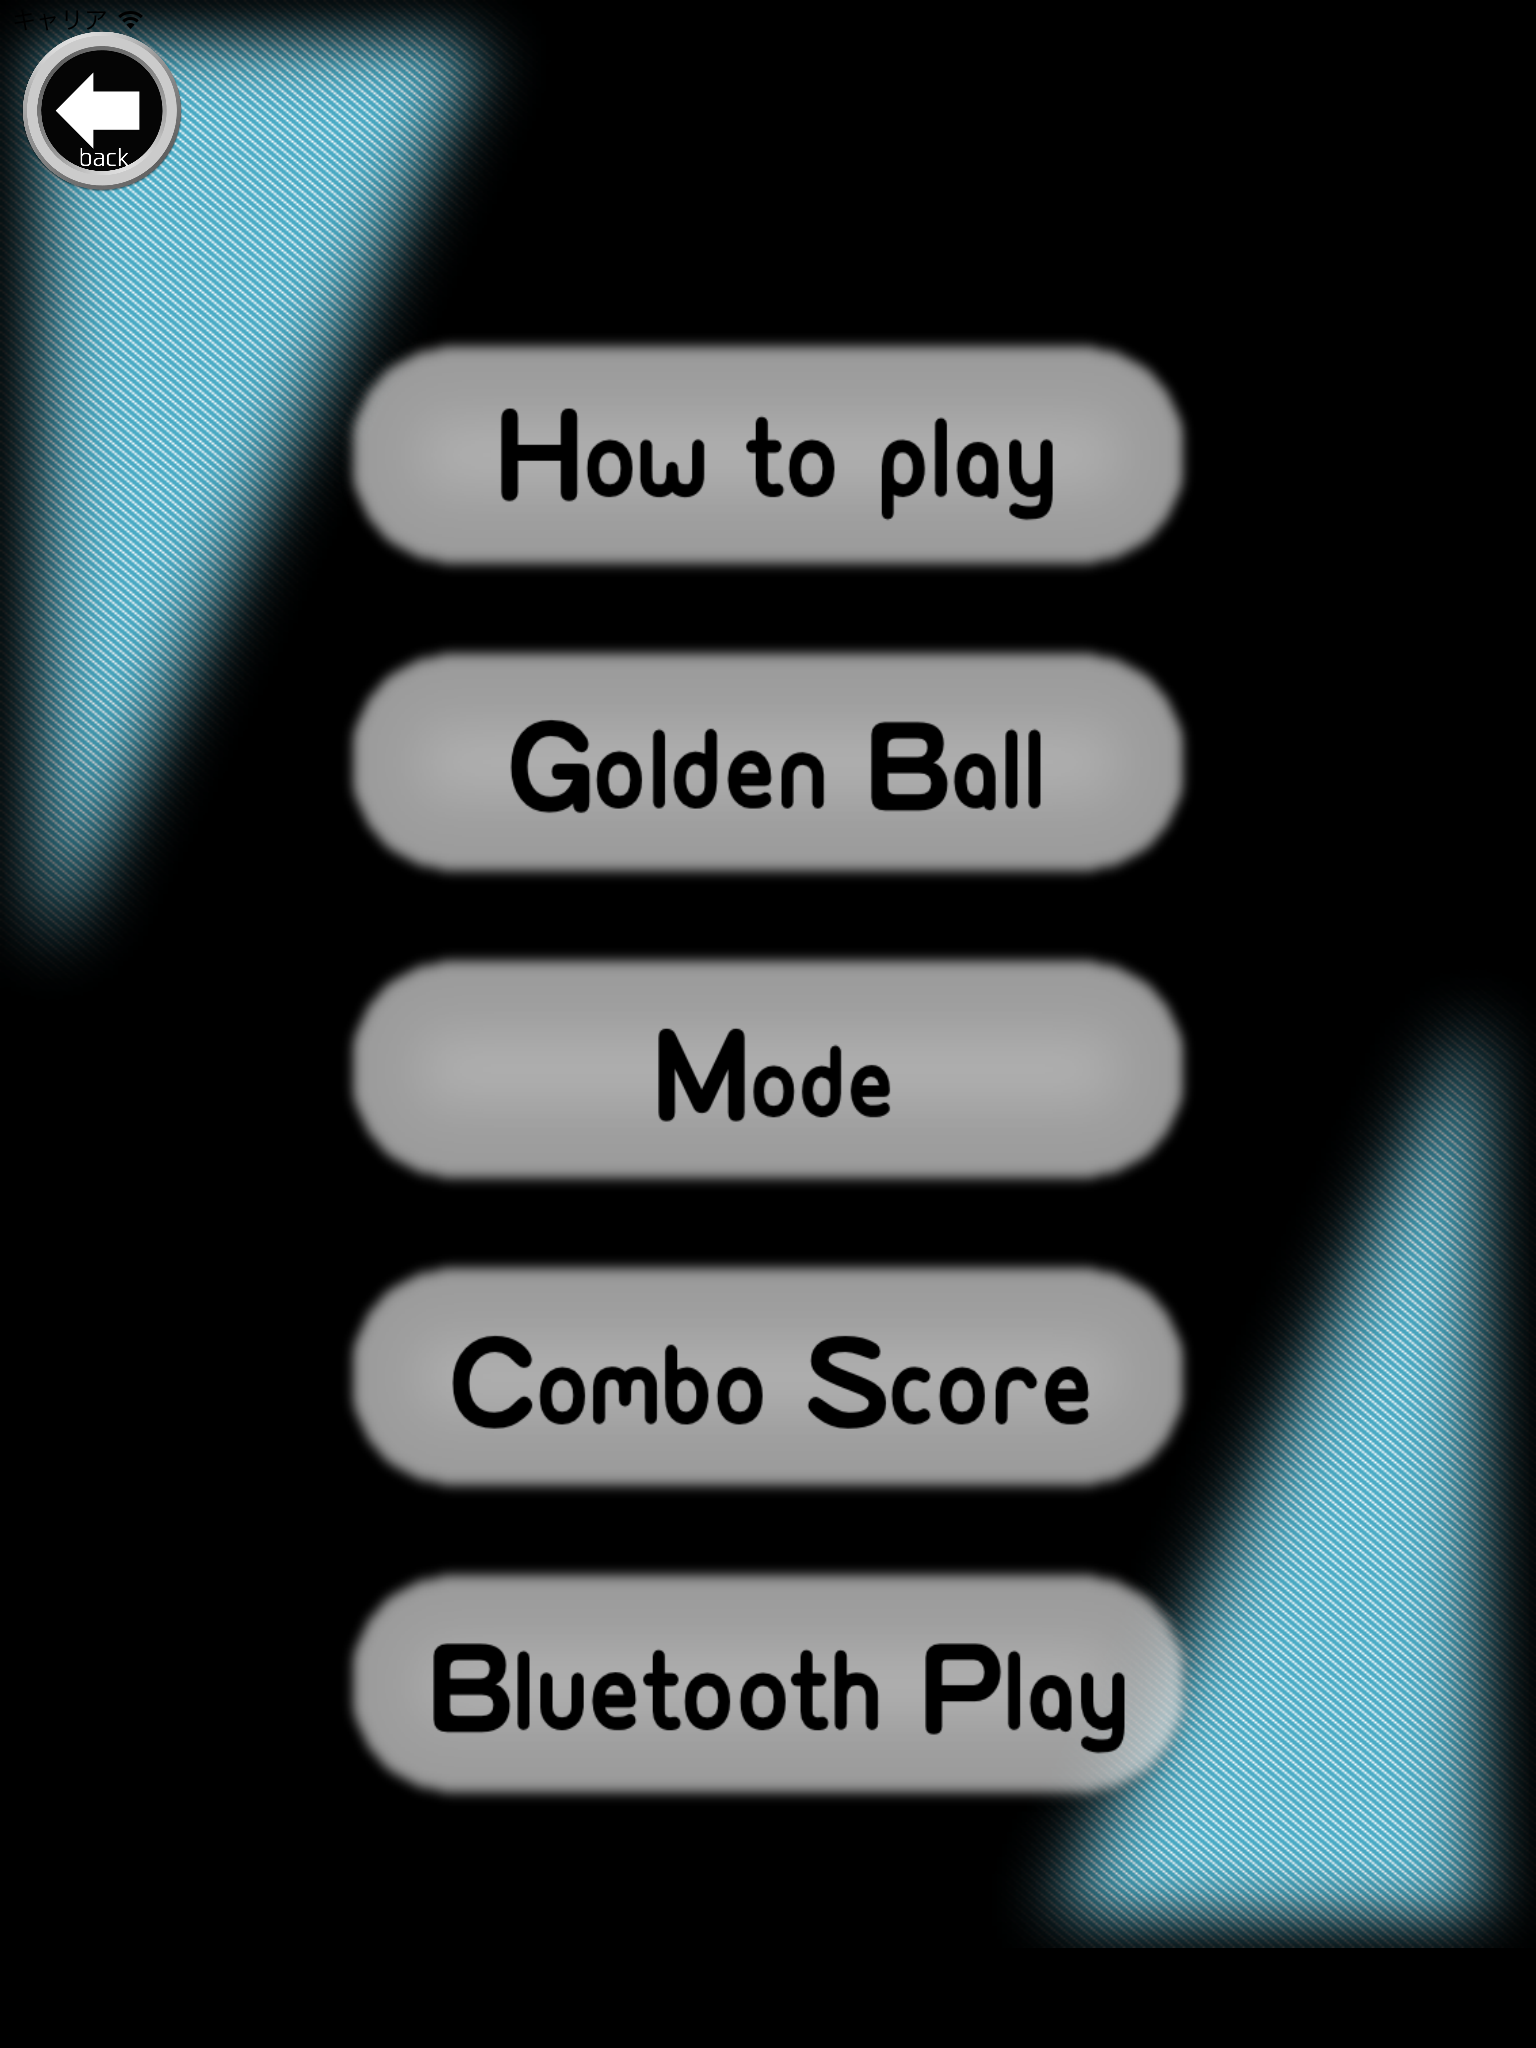 キャリア
back
How to play
Golden Ball
Mode
Combo Score
Bluetooth Play